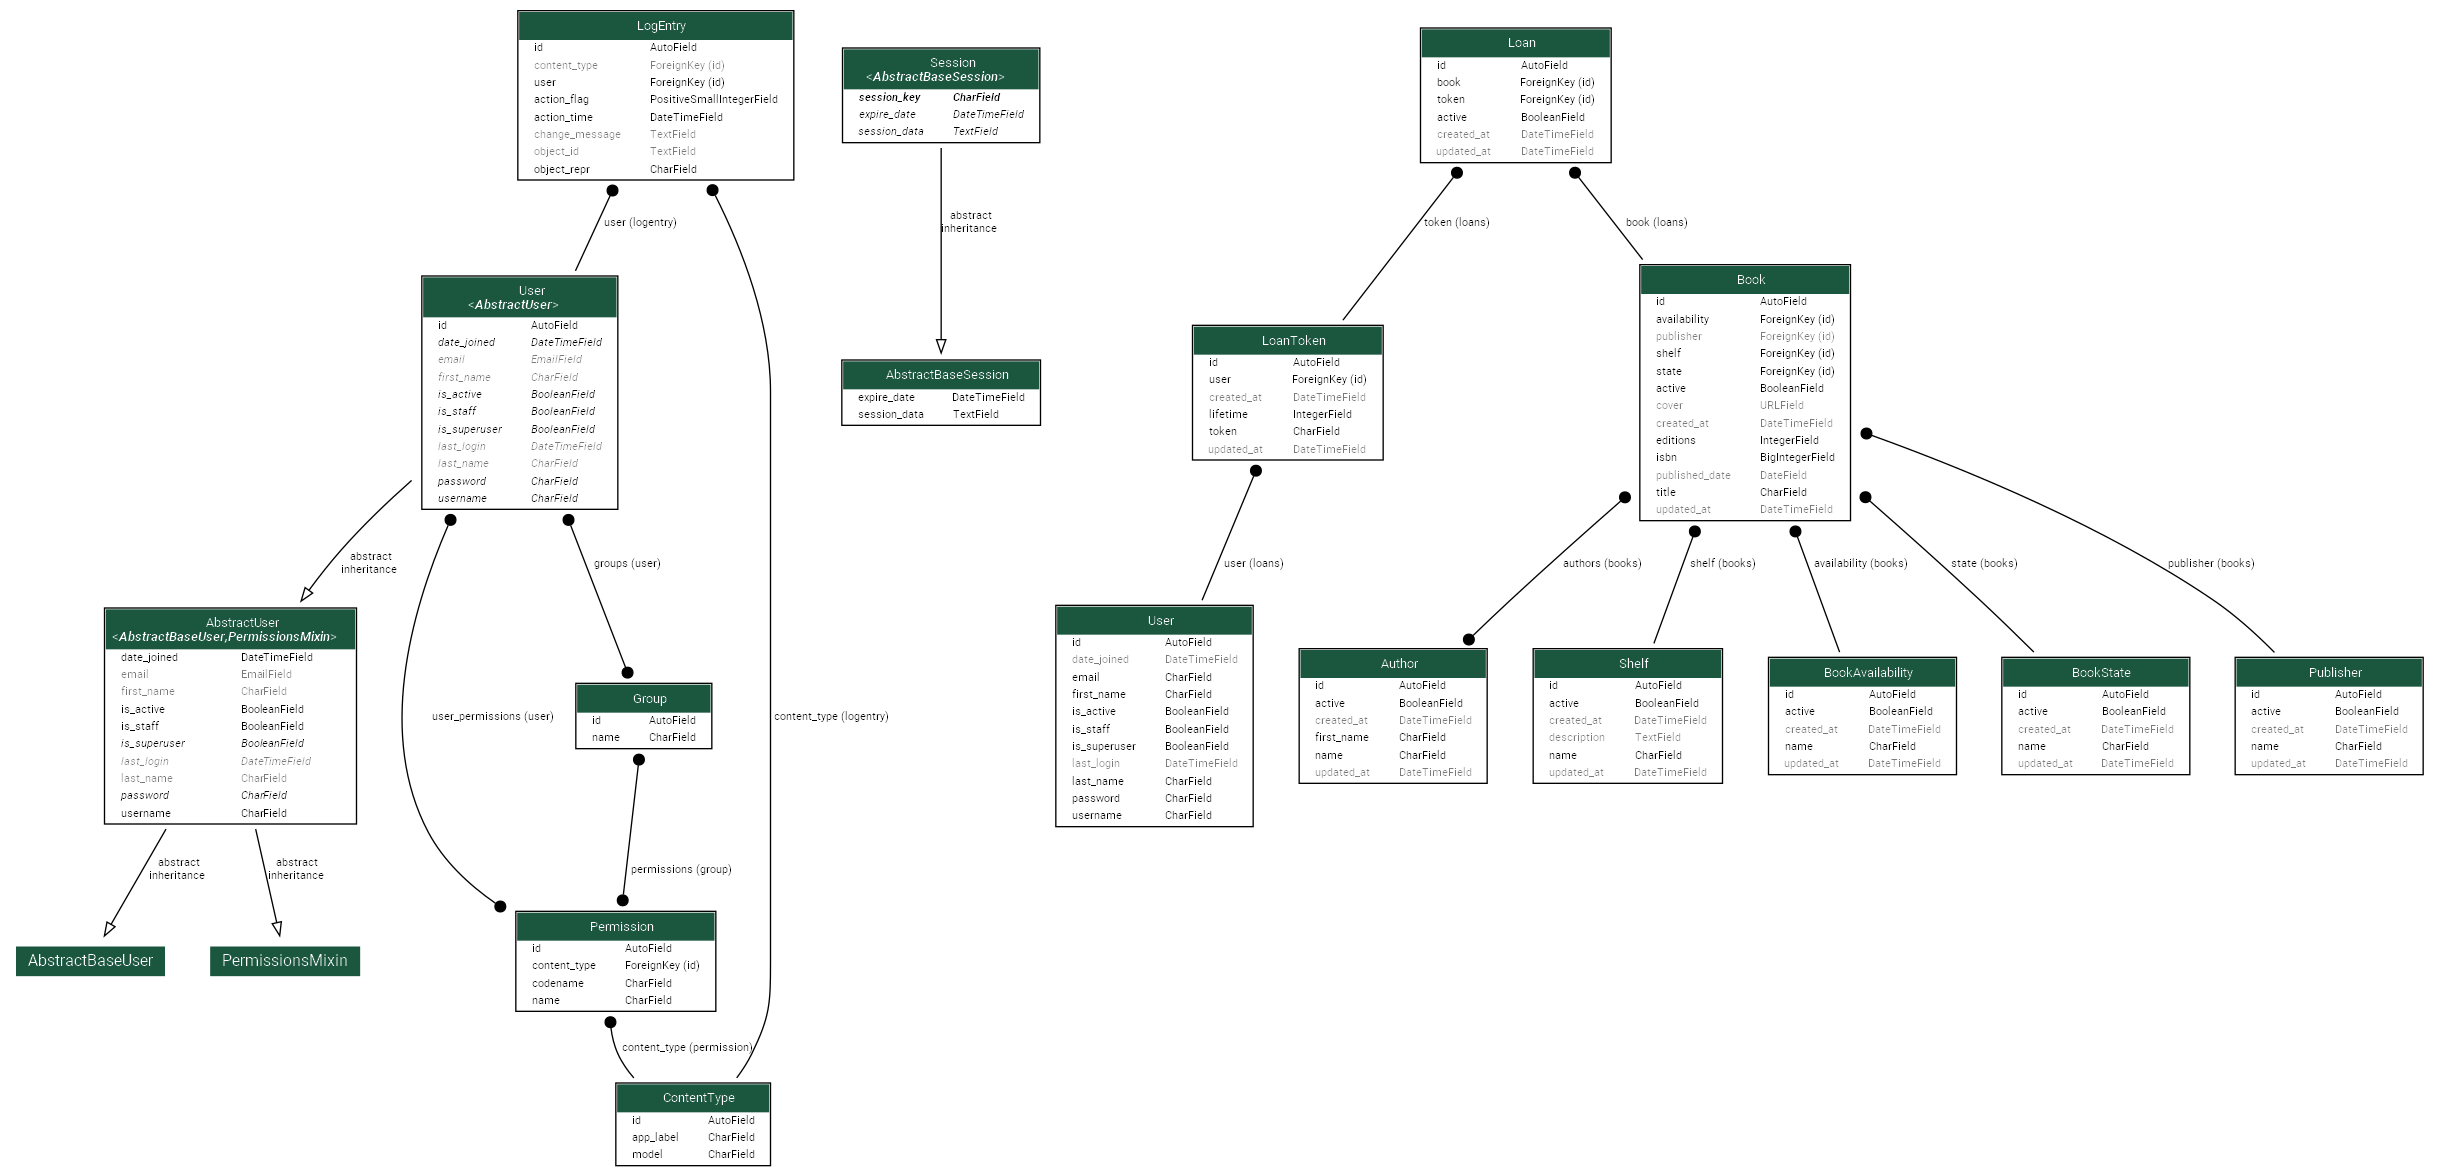 LogEntry
id AutoField
content_type ForeignKey (id)
user ForeignKey (id)
action_flag PositiveSmallIntegerField
action_time DateTimeField
change_message TextField
object_id TextField
object_repr CharField
user (logentry)
Session
<AbstractBaseSession>
session_key CharField
expire_date DateTimeField
session_data TextField
abstract
inheritance
AbstractBaseSession
expire_date DateTimeField
session_data TextField
User
<AbstractUser>
id AutoField
date_joined DateTimeField
email EmailField
first_name CharField
is_active BooleanField
is_staff BooleanField
is_superuser BooleanField
last_login DateTimeField
last_name CharField
password CharField
username CharField
abstract
inheritance
groups (user)
user_permissions (user)
content_type (logentry)
AbstractUser
<AbstractBaseUser,PermissionsMixin>
date_joined DateTimeField
email EmailField
first_name CharField
is_active BooleanField
is_staff BooleanField
is_superuser BooleanField
last_login DateTimeField
last_name CharField
password CharField
username CharField
abstract
inheritance
abstract
inheritance
AbstractBaseUser
PermissionsMixin
Group
id AutoField
name CharField
permissions (group)
Permission
id AutoField
content_type ForeignKey (id)
codename CharField
name CharField
content_type (permission)
ContentType
id AutoField
app_label CharField
model CharField
Loan
id AutoField
book ForeignKey (id)
token ForeignKey (id)
active BooleanField
created_at DateTimeField
updated_at DateTimeField
token (loans)
book (loans)
LoanToken
id AutoField
user ForeignKey (id)
created_at DateTimeField
lifetime IntegerField
token CharField
updated_at DateTimeField
user (loans)
Book
id AutoField
availability ForeignKey (id)
publisher ForeignKey (id)
shelf ForeignKey (id)
state ForeignKey (id)
active BooleanField
cover URLField
created_at DateTimeField
editions IntegerField
isbn BigIntegerField
published_date DateField
title CharField
updated_at DateTimeField
authors (books)
shelf (books)
availability (books)
state (books)
publisher (books)
User
id AutoField
date_joined DateTimeField
email CharField
first_name CharField
is_active BooleanField
is_staff BooleanField
is_superuser BooleanField
last_login DateTimeField
last_name CharField
password CharField
username CharField
Author
id AutoField
active BooleanField
created_at DateTimeField
first_name CharField
name CharField
updated_at DateTimeField
Shelf
id AutoField
active BooleanField
created_at DateTimeField
description TextField
name CharField
updated_at DateTimeField
BookAvailability
id AutoField
active BooleanField
created_at DateTimeField
name CharField
updated_at DateTimeField
BookState
id AutoField
active BooleanField
created_at DateTimeField
name CharField
updated_at DateTimeField
Publisher
id AutoField
active BooleanField
created_at DateTimeField
name CharField
updated_at DateTimeField